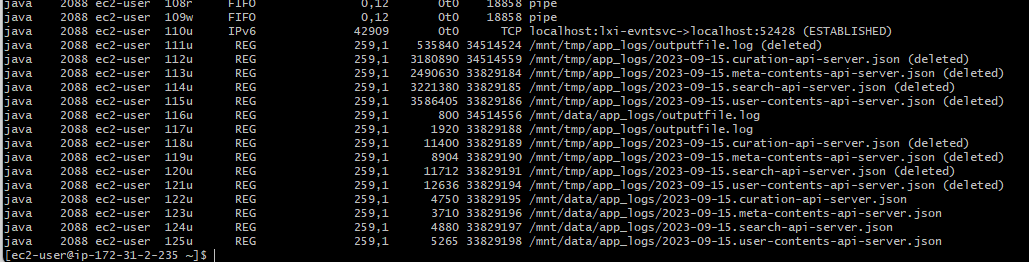 java 2088 ec2-user 108r FIFO 0,12 0t0 18858 pipe
java 2088 ec2-user 109w FIFO 0,12 0t0 18858 pipe
java 2088 ec2-user 110u IPv6 42909 0t0 TCP localhost:lxi-evntsvc->localhost:52428 (ESTABLISHED)
java 2088 ec2-user 111u REG 259,1 535840 34514524 /mnt/tmp/app_logs/outputfile.log (deleted)
java 2088 ec2-user 112u REG 259,1 3180890 34514559 /mnt/tmp/app_logs/2023-09-15.curation-api-server.json (deleted)
java 2088 ec2-user 113u REG 259,1 2490630 33829184 /mnt/tmp/app_logs/2023-09-15.meta-contents-api-server.json (deleted)
java 2088 ec2-user 114u REG 259,1 3221380 33829185 /mnt/tmp/app_logs/2023-09-15.search-api-server.json (deleted)
java 2088 ec2-user 115u REG 259,1 3586405 33829186 /mnt/tmp/app_logs/2023-09-15.user-contents-api-server.json (deleted)
java 2088 ec2-user 116u REG 259,1 800 34514556 /mnt/data/app_logs/outputfile.log
java 2088 ec2-user 117u REG 259,1 1920 33829188 /mnt/tmp/app_logs/outputfile.log
java 2088 ec2-user 118u REG 259,1 11400 33829189 /mnt/tmp/app_logs/2023-09-15.curation-api-server.json (deleted)
java 2088 ec2-user 119u REG 259,1 8904 33829190 /mnt/tmp/app_logs/2023-09-15.meta-contents-api-server.json (deleted)
java 2088 ec2-user 120u REG 259,1 11712 33829191 /mnt/tmp/app_logs/2023-09-15.search-api-server.json (deleted)
java 2088 ec2-user 121u REG 259,1 12636 33829194 /mnt/tmp/app_logs/2023-09-15.user-contents-api-server.json (deleted)
java 2088 ec2-user 122u REG 259,1 4750 33829195 /mnt/data/app_logs/2023-09-15.curation-api-server.json
java 2088 ec2-user 123u REG 259,1 3710 33829196 /mnt/data/app_logs/2023-09-15.meta-contents-api-server.json
java 2088 ec2-user 124u REG 259,1 4880 33829197 /mnt/data/app_logs/2023-09-15.search-api-server.json
java 2088 ec2-user 125u REG 259,1 5265 33829198 /mnt/data/app_logs/2023-09-15.user-contents-api-server.json
[ec2-user@ip-172-31-2-235 ~]$